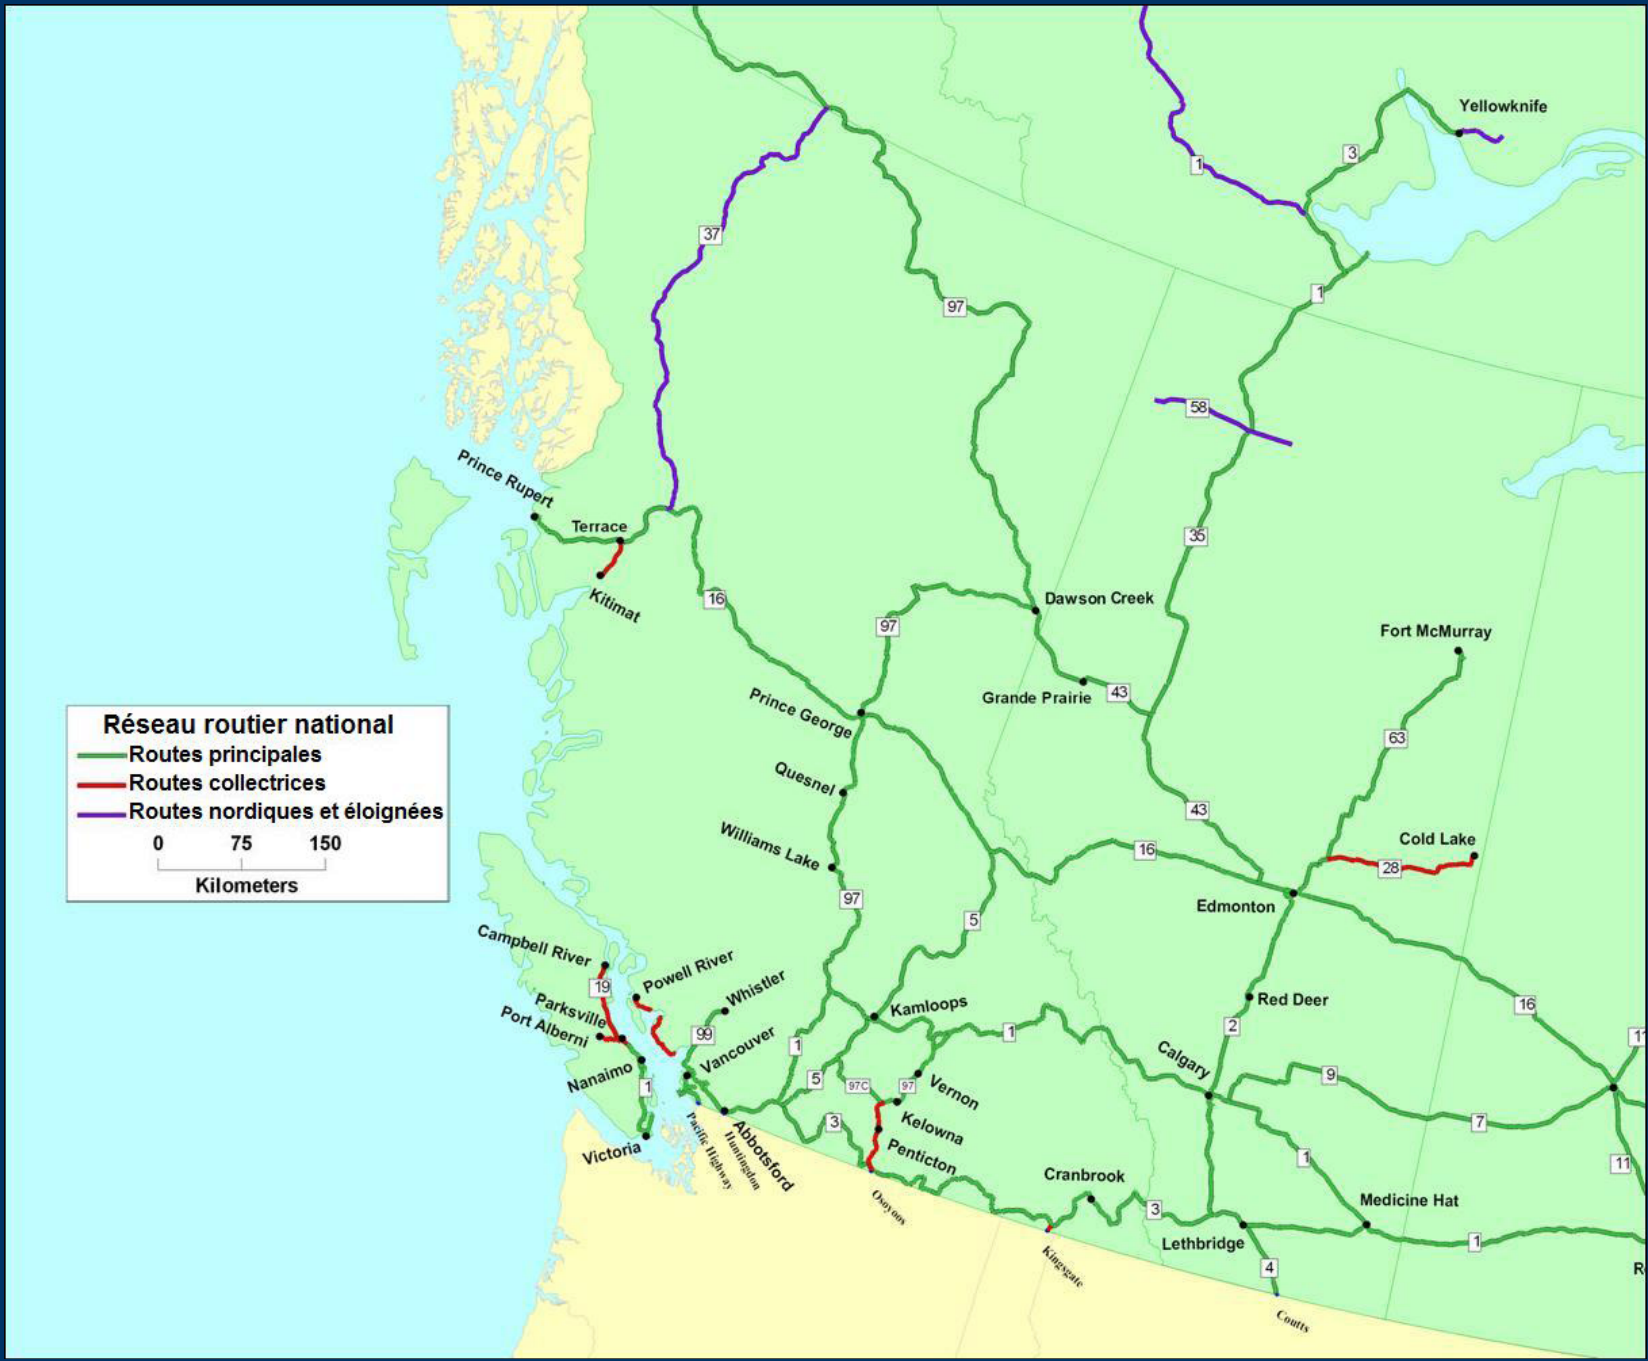 Yellowknife
3
1
37
97
1
58
Prince Rupert
35
Terrace
Kitimat
16
Dawson Creek
97
Fort McMurray
Grande Prairie
43
Prince George
63
Réseau routier national
Routes principales
Routes collectrices
Routes nordiques et éloignées
0 75 150
Kilometers
Quesnel
43
Williams Lake
16
Cold Lake
28
97
Edmonton
5
Campbell River
19
Powell River
Whistler
Parksville
Port Alberni
Kamloops
Red Deer
16
99
Vancouver
1
1
2
11
Nanaimo
1
5
97C
97
Vernon
Calgary
9
Kelowna
3
7
Victoria
Pacific Highway
Huntingdon
Abbotsford
Penticton
1
11
Cranbrook
Osoyoos
3
Medicine Hat
Lethbridge
1
Kingsgate
4
R
Coutts